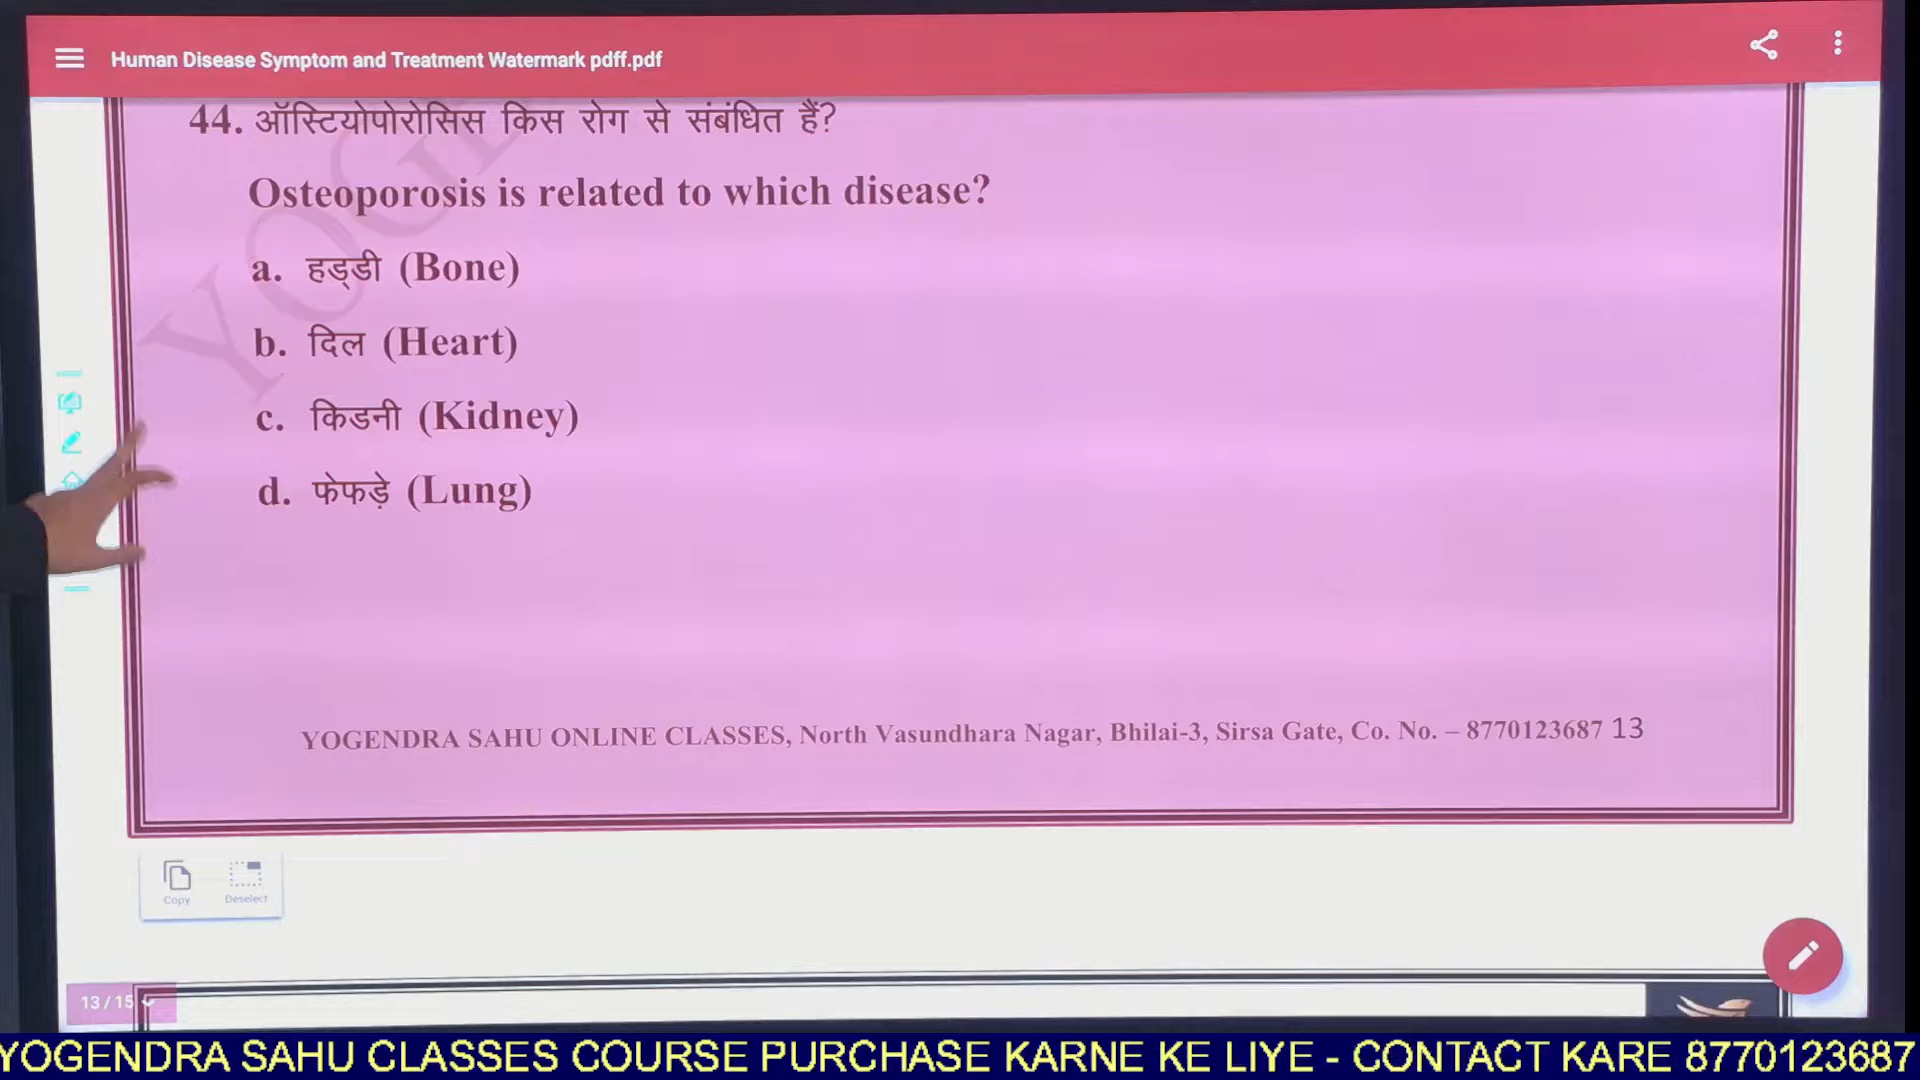 Human Disease Symptom and Treatment Watermark pdff.pdf
44. ऑस्टियोपोरोसिस किस रोग से संबंधित हैं?
Osteoporosis is related to which disease?
a. हड्डी (Bone)
b. दिल (Heart)
c. किडनी (Kidney)
d. फेफड़े (Lung)
YOGENDRA SAHU ONLINE CLASSES, North Vasundhara Nagar, Bhilai-3, Sirsa Gate, Co. No. – 8770123687 13
Copy
Deselect
13 / 15
YOGENDRA SAHU CLASSES COURSE PURCHASE KARNE KE LIYE - CONTACT KARE 8770123687